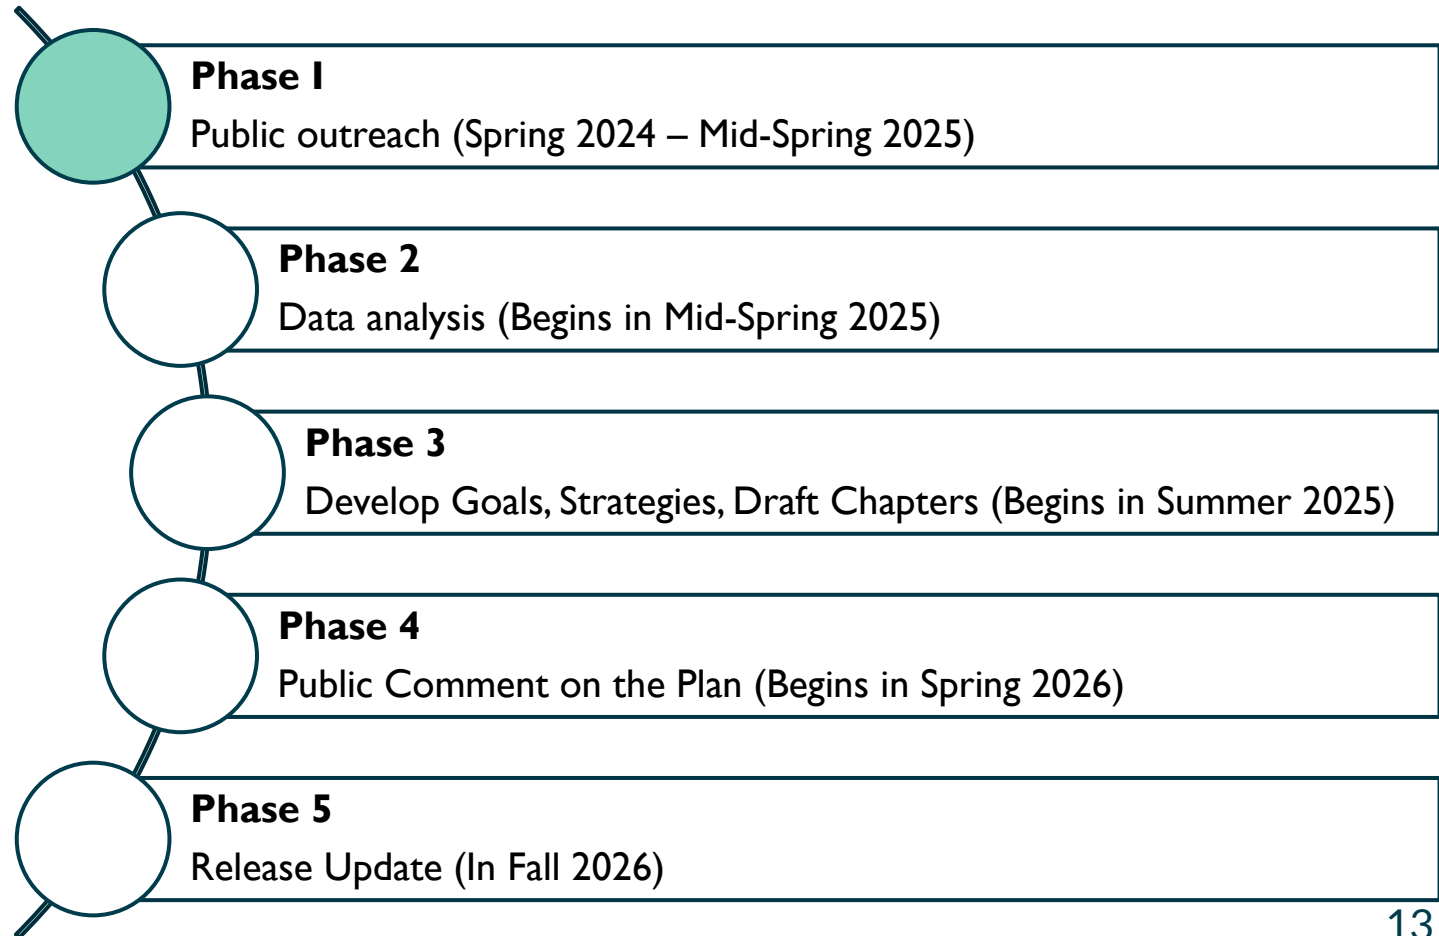 Phase 1
Public outreach (Spring 2024 – Mid-Spring 2025)
Phase 2
Data analysis (Begins in Mid-Spring 2025)
Phase 3
Develop Goals, Strategies, Draft Chapters (Begins in Summer 2025)
Phase 4
Public Comment on the Plan (Begins in Spring 2026)
Phase 5
Release Update (In Fall 2026)
13